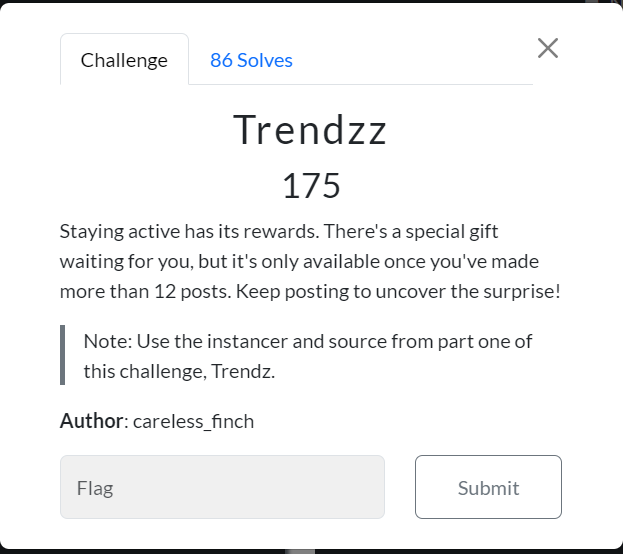 Challenge
86 Solves
Trendzz
175
Staying active has its rewards. There's a special gift
waiting for you, but it's only available once you've made
more than 12 posts. Keep posting to uncover the surprise!
Note: Use the instancer and source from part one of
this challenge, Trendz.
Author: careless_finch
Flag
Submit